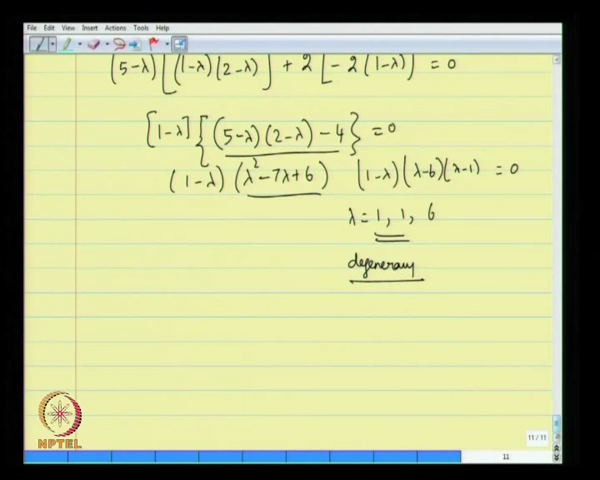 File Edit View Insert Actions Tools Help
(5-λ) [(1-λ)(2-λ)] + 2 [-2(1-λ)] = 0
[1-λ] {(5-λ)(2-λ) - 4} = 0
(1-λ) (λ² - 7λ + 6) (1-λ)(λ-6)(λ-1) = 0
λ = 1, 1, 6
degeneracy
NPTEL
11 / 11
11